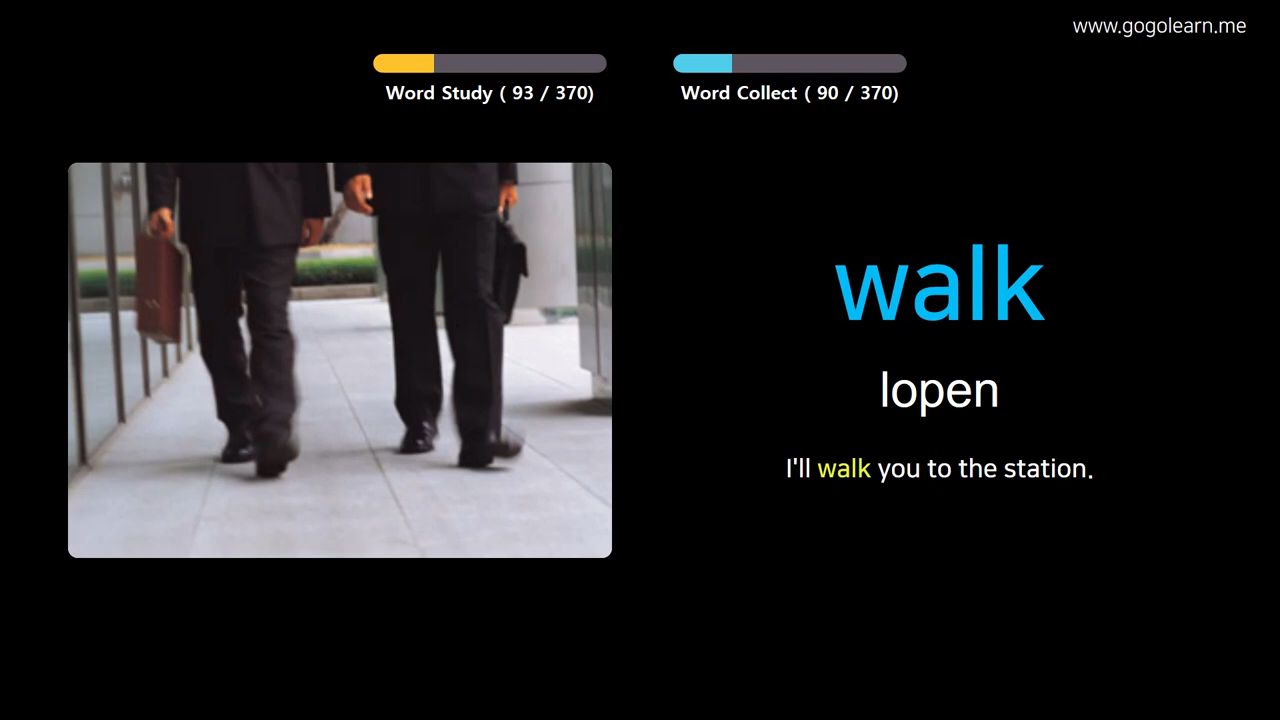 www.gogolearn.me
Word Study ( 93 / 370)
Word Collect ( 90 / 370)
walk
lopen
I'll walk you to the station.